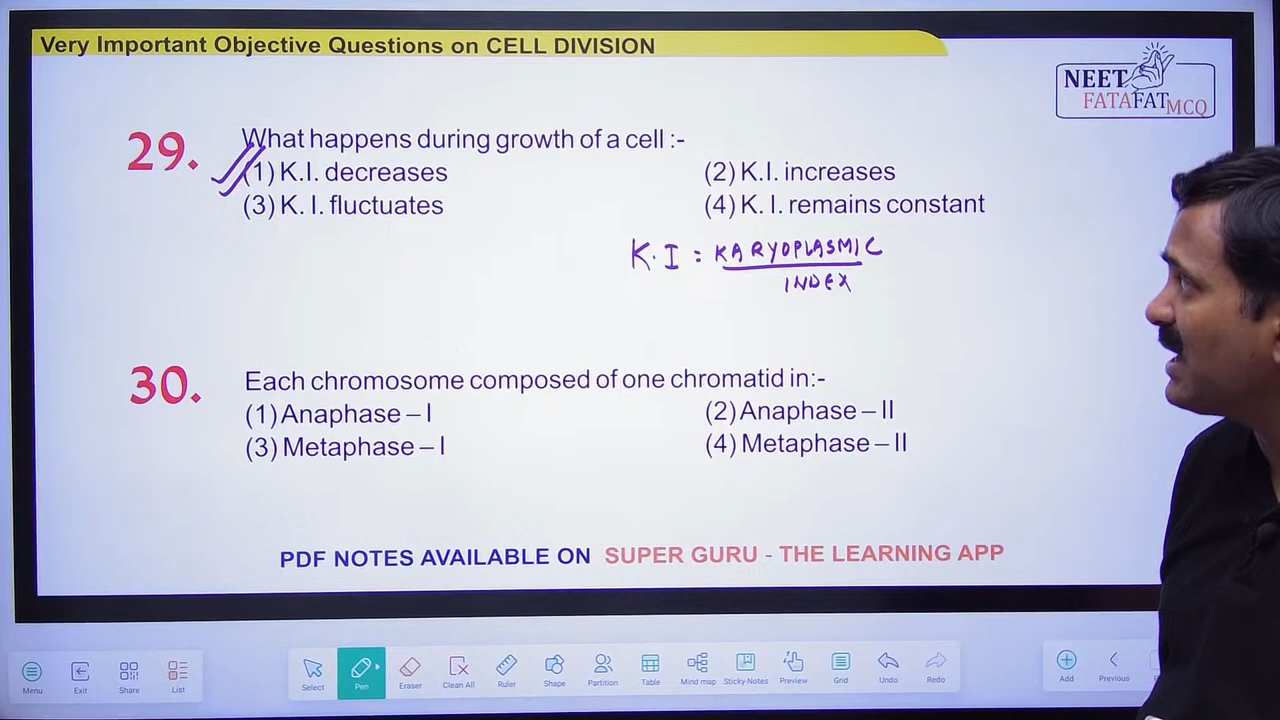 Very Important Objective Questions on CELL DIVISION
NEET
FATAFAT MCQ
29. What happens during growth of a cell :-
(1) K.I. decreases (2) K.I. increases
(3) K. I. fluctuates (4) K. I. remains constant
K.I = KARYOPLASMIC
INDEX
30. Each chromosome composed of one chromatid in:-
(1) Anaphase – I (2) Anaphase – II
(3) Metaphase – I (4) Metaphase – II
PDF NOTES AVAILABLE ON SUPER GURU - THE LEARNING APP
Menu Exit Share List Select Pen Eraser Clean All Ruler Shape Partition Table Mind map Sticky-Notes Preview Grid Undo Redo Add Previous